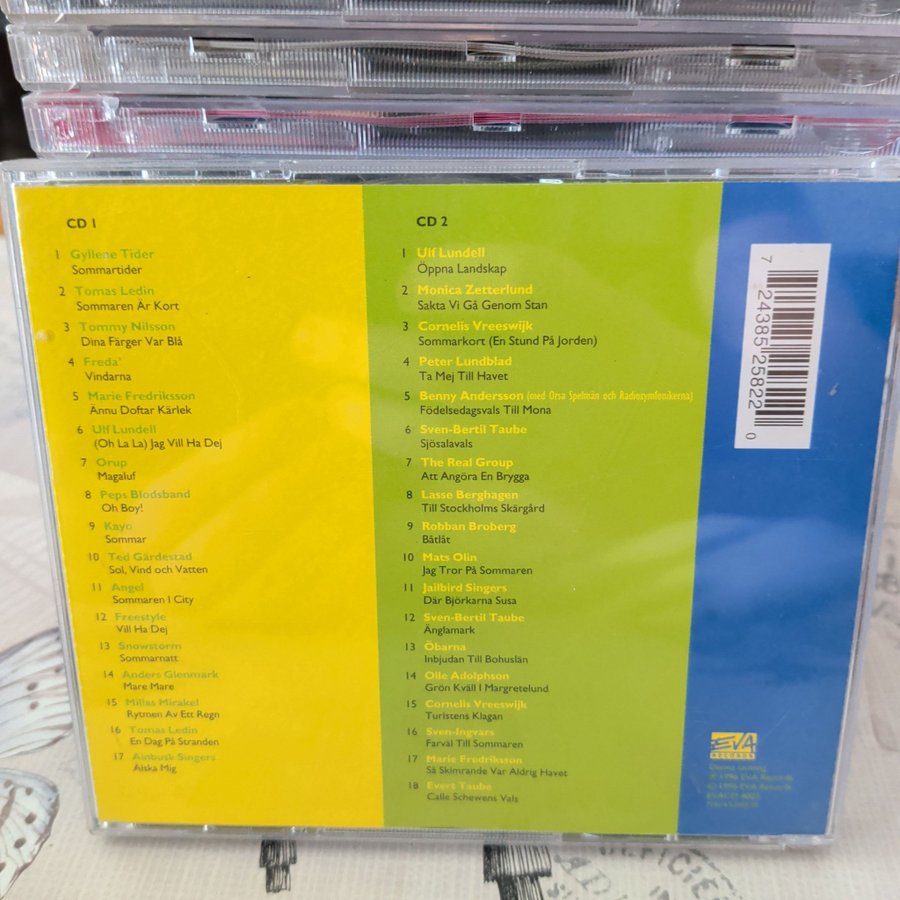 CD 1
1 Gyllene Tider
Sommartider
2 Tomas Ledin
Sommaren Är Kort
3 Tommy Nilsson
Dina Färger Var Blå
4 Freda'
Vindarna
5 Marie Fredriksson
Ännu Doftar Kärlek
6 Ulf Lundell
(Oh La La) Jag Vill Ha Dej
7 Orup
Magaluf
8 Peps Blodsband
Oh Boy!
9 Kayo
Sommar
10 Ted Gärdestad
Sol, Vind och Vatten
11 Angel
Sommaren I City
12 Freestyle
Vill Ha Dej
13 Snowstorm
Sommarnatt
14 Anders Glenmark
Mare Mare
15 Millas Mirakel
Rytmen Av Ett Regn
16 Tomas Ledin
En Dag På Stranden
17 Ainbusk Singers
Älska Mig
CD 2
1 Ulf Lundell
Öppna Landskap
2 Monica Zetterlund
Sakta Vi Gå Genom Stan
3 Cornelis Vreeswijk
Sommarkort (En Stund På Jorden)
4 Peter Lundblad
Ta Mej Till Havet
5 Benny Andersson (med Orsa Spelmän och Radiosymfonikerna)
Födelsedagsvals Till Mona
6 Sven-Bertil Taube
Sjösalavals
7 The Real Group
Att Angöra En Brygga
8 Lasse Berghagen
Till Stockholms Skärgård
9 Robban Broberg
Båtlåt
10 Mats Olin
Jag Tror På Sommaren
11 Jailbird Singers
Där Björkarna Susa
12 Sven-Bertil Taube
Änglamark
13 Öbarna
Inbjudan Till Bohuslän
14 Olle Adolphson
Grön Kväll I Margretelund
15 Cornelis Vreeswijk
Turistens Klagan
16 Sven-Ingvars
Farväl Till Sommaren
17 Marie Fredriksson
Så Skimrande Var Aldrig Havet
18 Evert Taube
Calle Schewens Vals
7 24385 25822 0
EVA
RECORDS
℗ 1996 EVA Records
© 1996 EVA Records